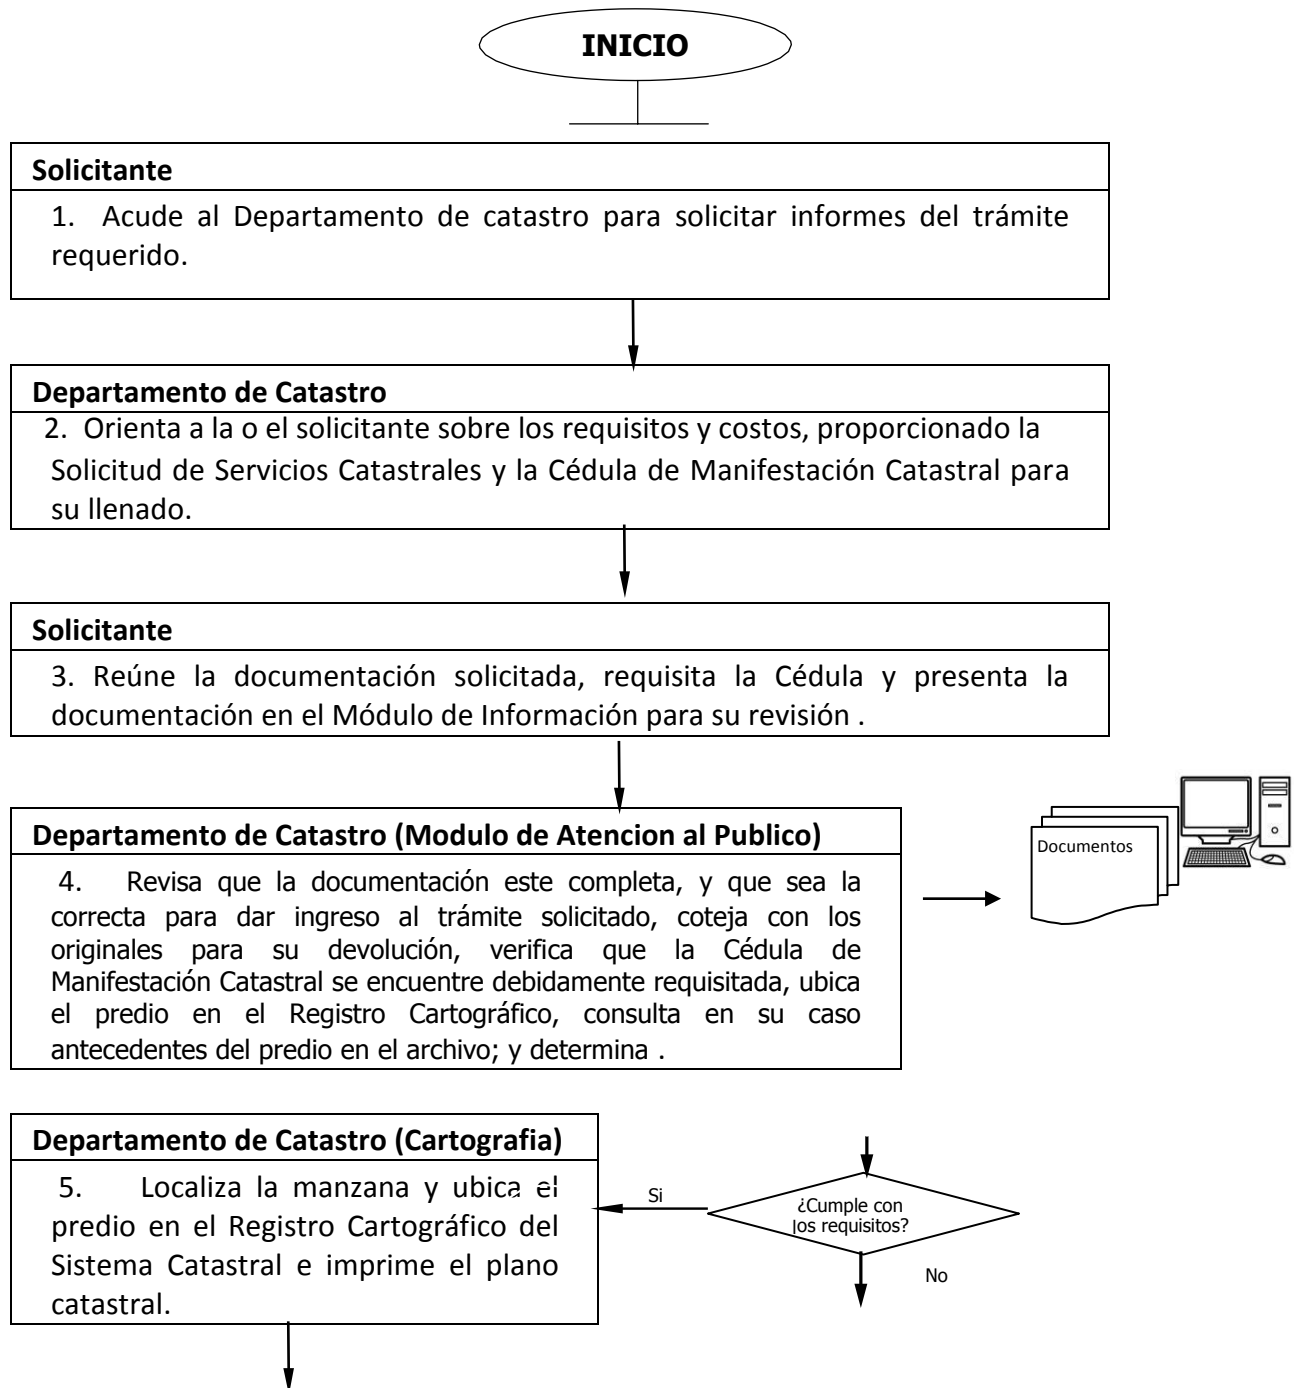 INICIO
Solicitante
1. Acude al Departamento de catastro para solicitar informes del trámite
requerido.
Departamento de Catastro
2. Orienta a la o el solicitante sobre los requisitos y costos, proporcionado la
Solicitud de Servicios Catastrales y la Cédula de Manifestación Catastral para
su llenado.
Solicitante
3. Reúne la documentación solicitada, requisita la Cédula y presenta la
documentación en el Módulo de Información para su revisión .
Departamento de Catastro (Modulo de Atencion al Publico)
4. Revisa que la documentación este completa, y que sea la
correcta para dar ingreso al trámite solicitado, coteja con los
originales para su devolución, verifica que la Cédula de
Manifestación Catastral se encuentre debidamente requisitada, ubica
el predio en el Registro Cartográfico, consulta en su caso
antecedentes del predio en el archivo; y determina .
Documentos
Departamento de Catastro (Cartografia)
5. Localiza la manzana y ubica el
predio en el Registro Cartográfico del
Sistema Catastral e imprime el plano
catastral.
Si
¿Cumple con
los requisitos?
No